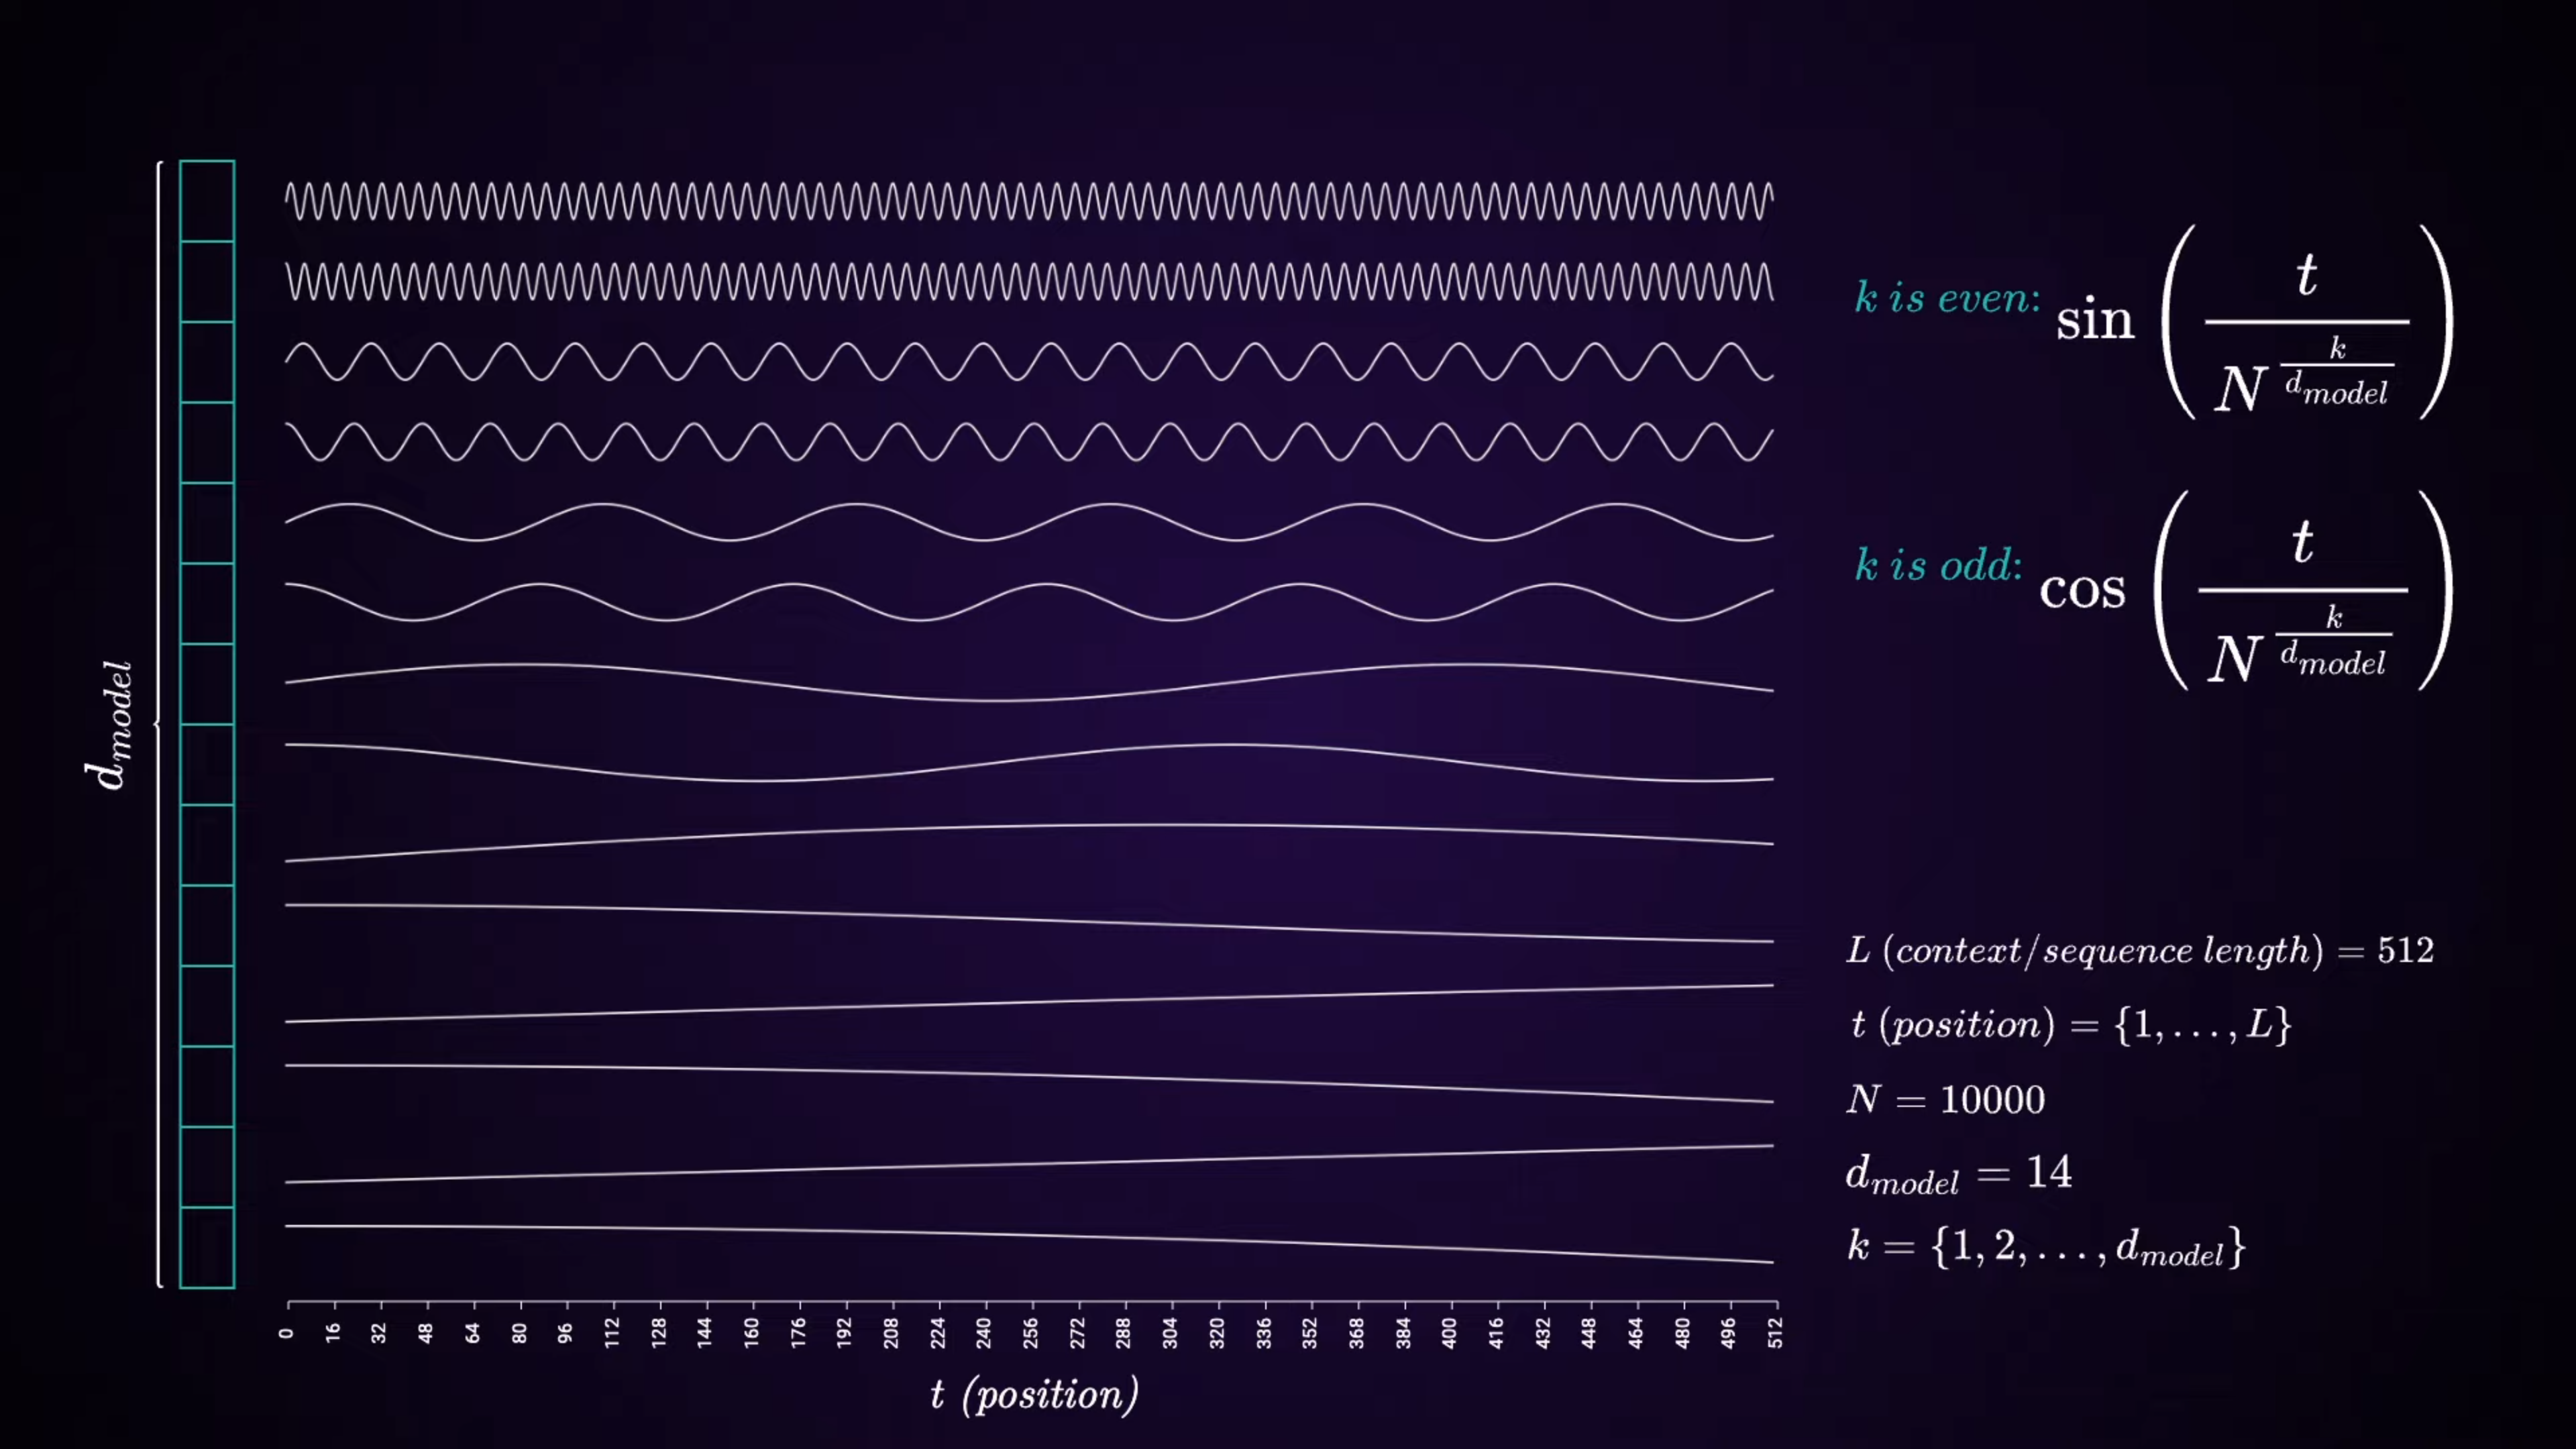 d_model
k is even: sin ( t / N^(k/d_model) )
k is odd: cos ( t / N^(k/d_model) )
L (context/sequence length) = 512
t (position) = {1, . . . , L}
N = 10000
d_model = 14
k = {1, 2, . . . , d_model}
0 16 32 48 64 80 96 112 128 144 160 176 192 208 224 240 256 272 288 304 320 336 352 368 384 400 416 432 448 464 480 496 512
t (position)